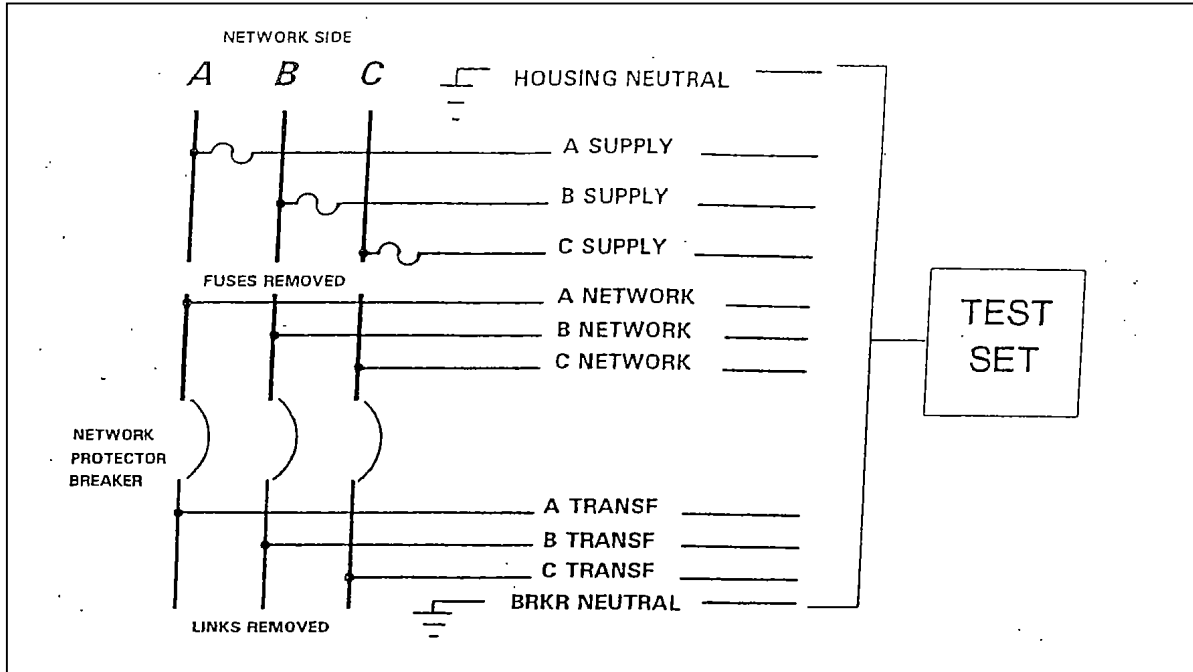 NETWORK SIDE
A B C
HOUSING NEUTRAL
A SUPPLY
B SUPPLY
C SUPPLY
FUSES REMOVED
A NETWORK
B NETWORK
C NETWORK
TEST
SET
NETWORK
PROTECTOR
BREAKER
A TRANSF
B TRANSF
C TRANSF
BRKR NEUTRAL
LINKS REMOVED